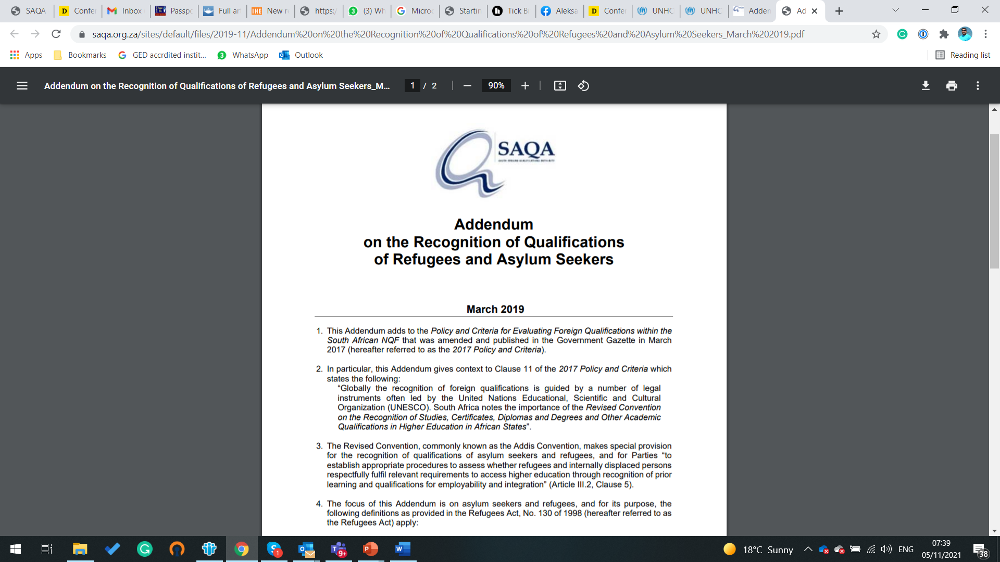 SAQA
Confer
Inbox
Passpo
Full ar
New re
https:/
(3) Wh
Microc
Startin
Tick Bi
Aleksa
Confer
UNHC
UNHC
Adden
Ad
saqa.org.za/sites/default/files/2019-11/Addendum%20on%20the%20Recognition%20of%20Qualifications%20of%20Refugees%20and%20Asylum%20Seekers_March%202019.pdf
Apps
Bookmarks
GED accrdited instit...
WhatsApp
Outlook
Reading list
Addendum on the Recognition of Qualifications of Refugees and Asylum Seekers_M...
1 / 2
90%
SAQA
SOUTH AFRICAN QUALIFICATIONS AUTHORITY
Addendum
on the Recognition of Qualifications
of Refugees and Asylum Seekers
March 2019
1. This Addendum adds to the Policy and Criteria for Evaluating Foreign Qualifications within the
South African NQF that was amended and published in the Government Gazette in March
2017 (hereafter referred to as the 2017 Policy and Criteria).
2. In particular, this Addendum gives context to Clause 11 of the 2017 Policy and Criteria which
states the following:
“Globally the recognition of foreign qualifications is guided by a number of legal
instruments often led by the United Nations Educational, Scientific and Cultural
Organization (UNESCO). South Africa notes the importance of the Revised Convention
on the Recognition of Studies, Certificates, Diplomas and Degrees and Other Academic
Qualifications in Higher Education in African States”.
3. The Revised Convention, commonly known as the Addis Convention, makes special provision
for the recognition of qualifications of asylum seekers and refugees, and for Parties “to
establish appropriate procedures to assess whether refugees and internally displaced persons
respectfully fulfil relevant requirements to access higher education through recognition of prior
learning and qualifications for employability and integration” (Article III.2, Clause 5).
4. The focus of this Addendum is on asylum seekers and refugees, and for its purpose, the
following definitions as provided in the Refugees Act, No. 130 of 1998 (hereafter referred to as
the Refugees Act) apply:
18°C Sunny
ENG
07:39
05/11/2021
38